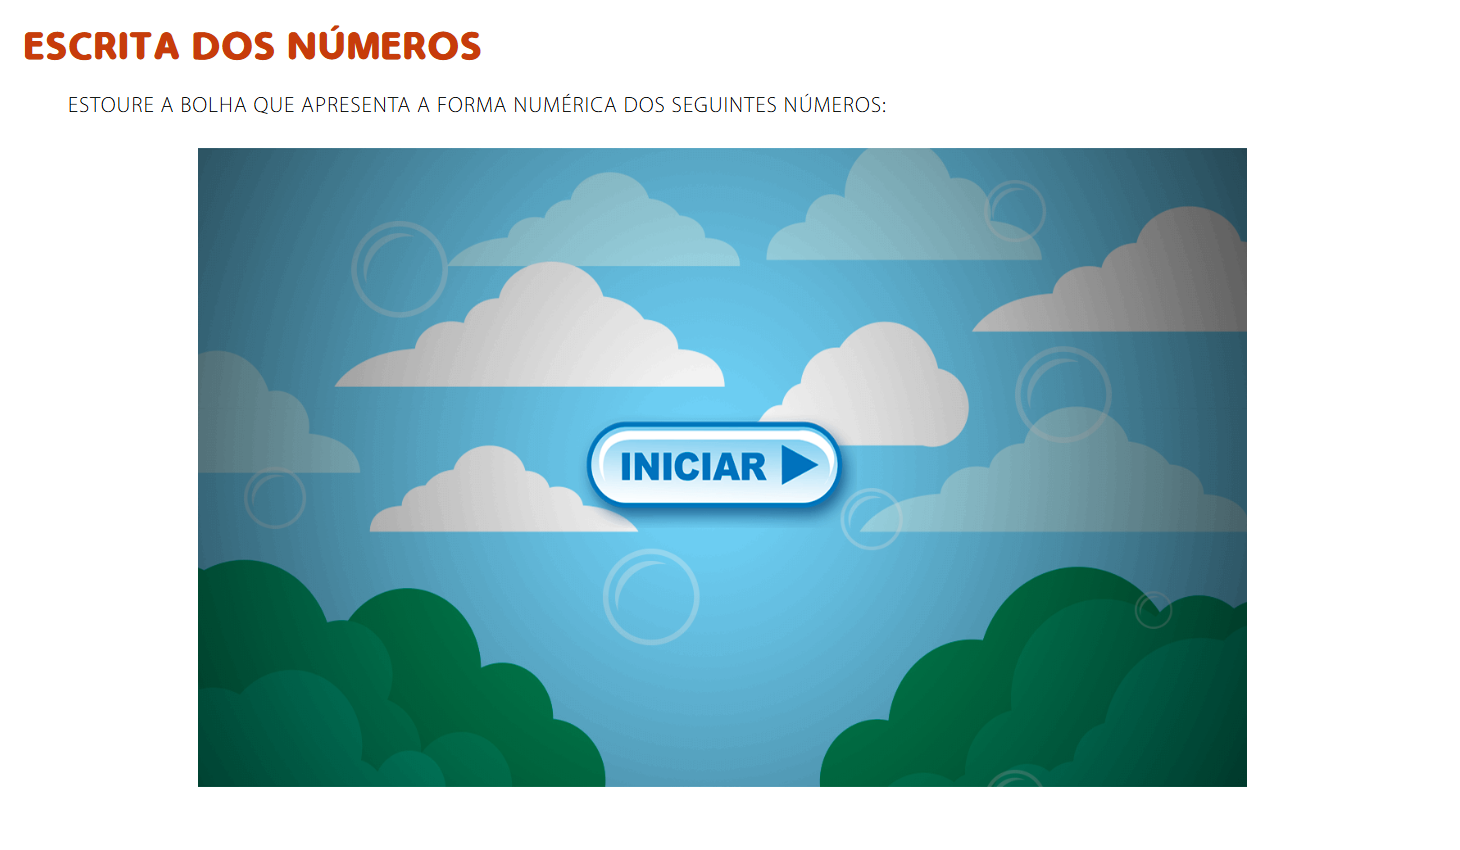 ESCRITA DOS NÚMEROS
ESTOURE A BOLHA QUE APRESENTA A FORMA NUMÉRICA DOS SEGUINTES NÚMEROS:
INICIAR